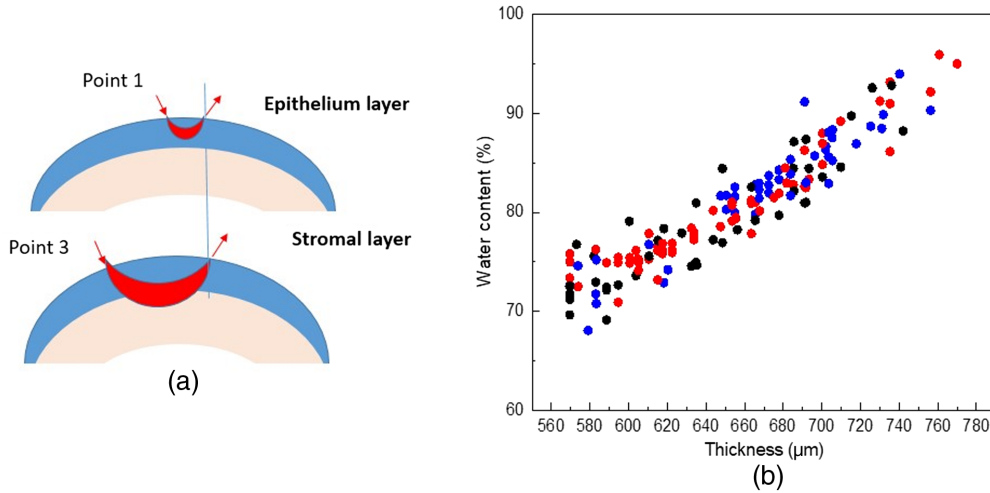 Point 1
Epithelium layer
Point 3
Stromal layer
(a)
100
90
80
70
60
Water content (%)
560 580 600 620 640 660 680 700 720 740 760 780
Thickness (µm)
(b)